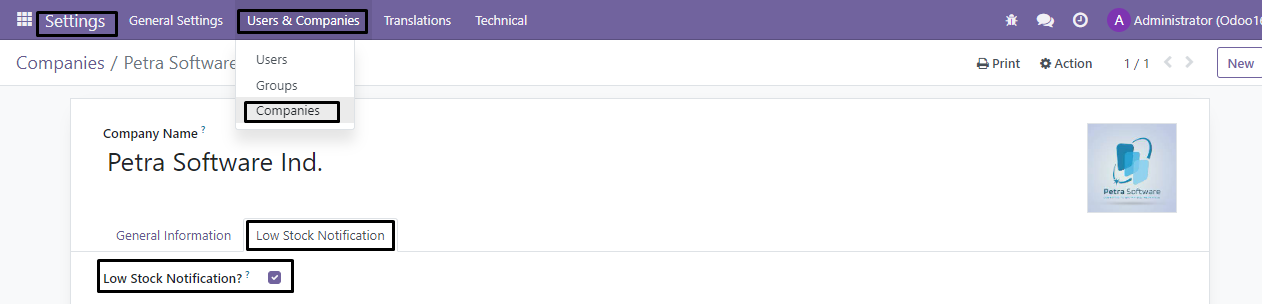 Settings General Settings Users & Companies Translations Technical A Administrator (Odoo16
Users
Groups
Companies
Companies / Petra Software
Print Action 1 / 1 New
Company Name ?
Petra Software Ind.
Petra Software
General Information Low Stock Notification
Low Stock Notification? ?